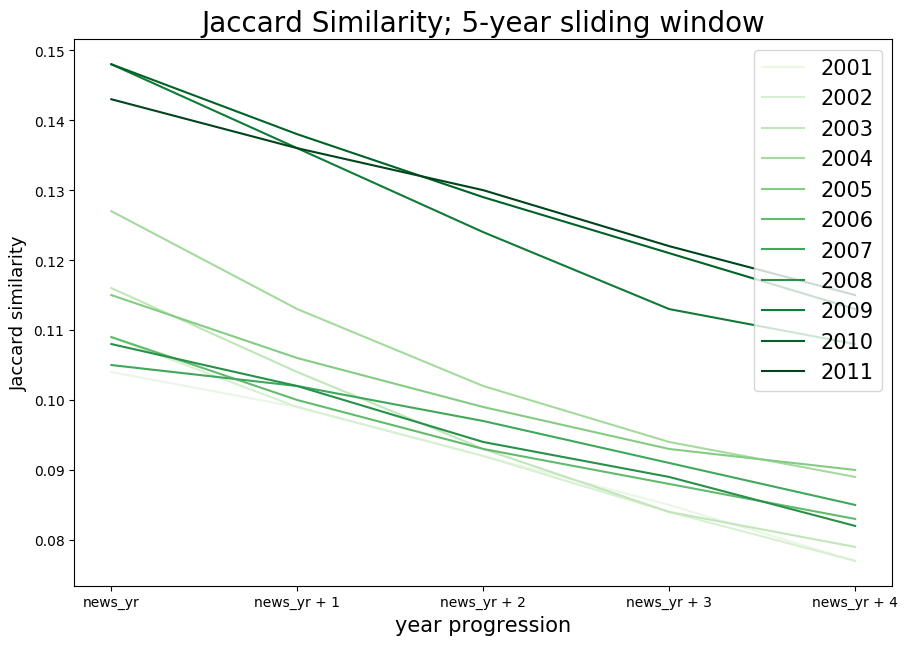 Jaccard Similarity; 5-year sliding window
0.15
0.14
0.13
0.12
0.11
0.10
0.09
0.08
Jaccard similarity
2001
2002
2003
2004
2005
2006
2007
2008
2009
2010
2011
news_yr
news_yr + 1
news_yr + 2
news_yr + 3
news_yr + 4
year progression